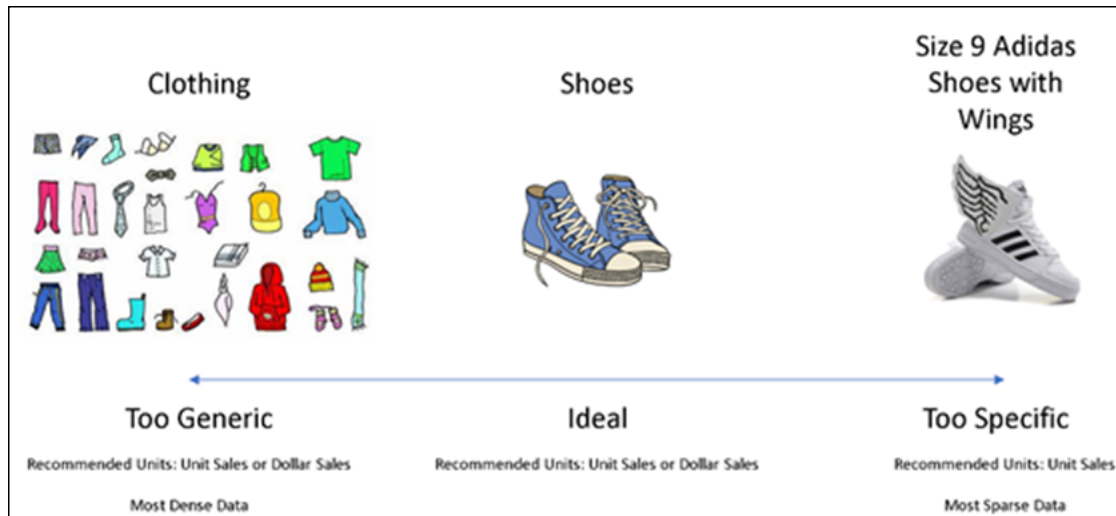 Clothing
Shoes
Size 9 Adidas
Shoes with
Wings
Too Generic
Ideal
Too Specific
Recommended Units: Unit Sales or Dollar Sales
Recommended Units: Unit Sales or Dollar Sales
Recommended Units: Unit Sales
Most Dense Data
Most Sparse Data